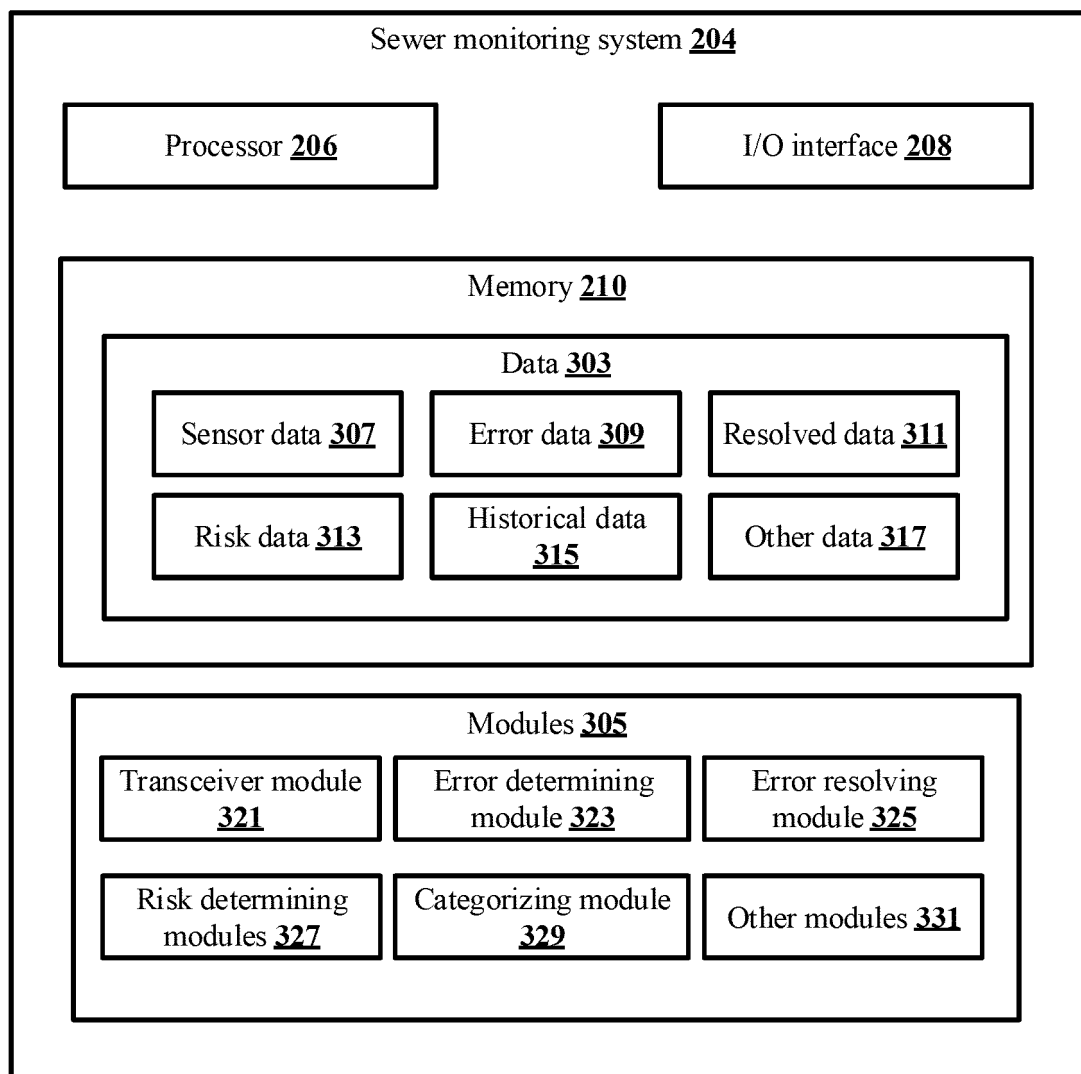 Sewer monitoring system 204
Processor 206
I/O interface 208
Memory 210
Data 303
Sensor data 307
Error data 309
Resolved data 311
Risk data 313
Historical data
315
Other data 317
Modules 305
Transceiver module
321
Error determining
module 323
Error resolving
module 325
Risk determining
modules 327
Categorizing module
329
Other modules 331